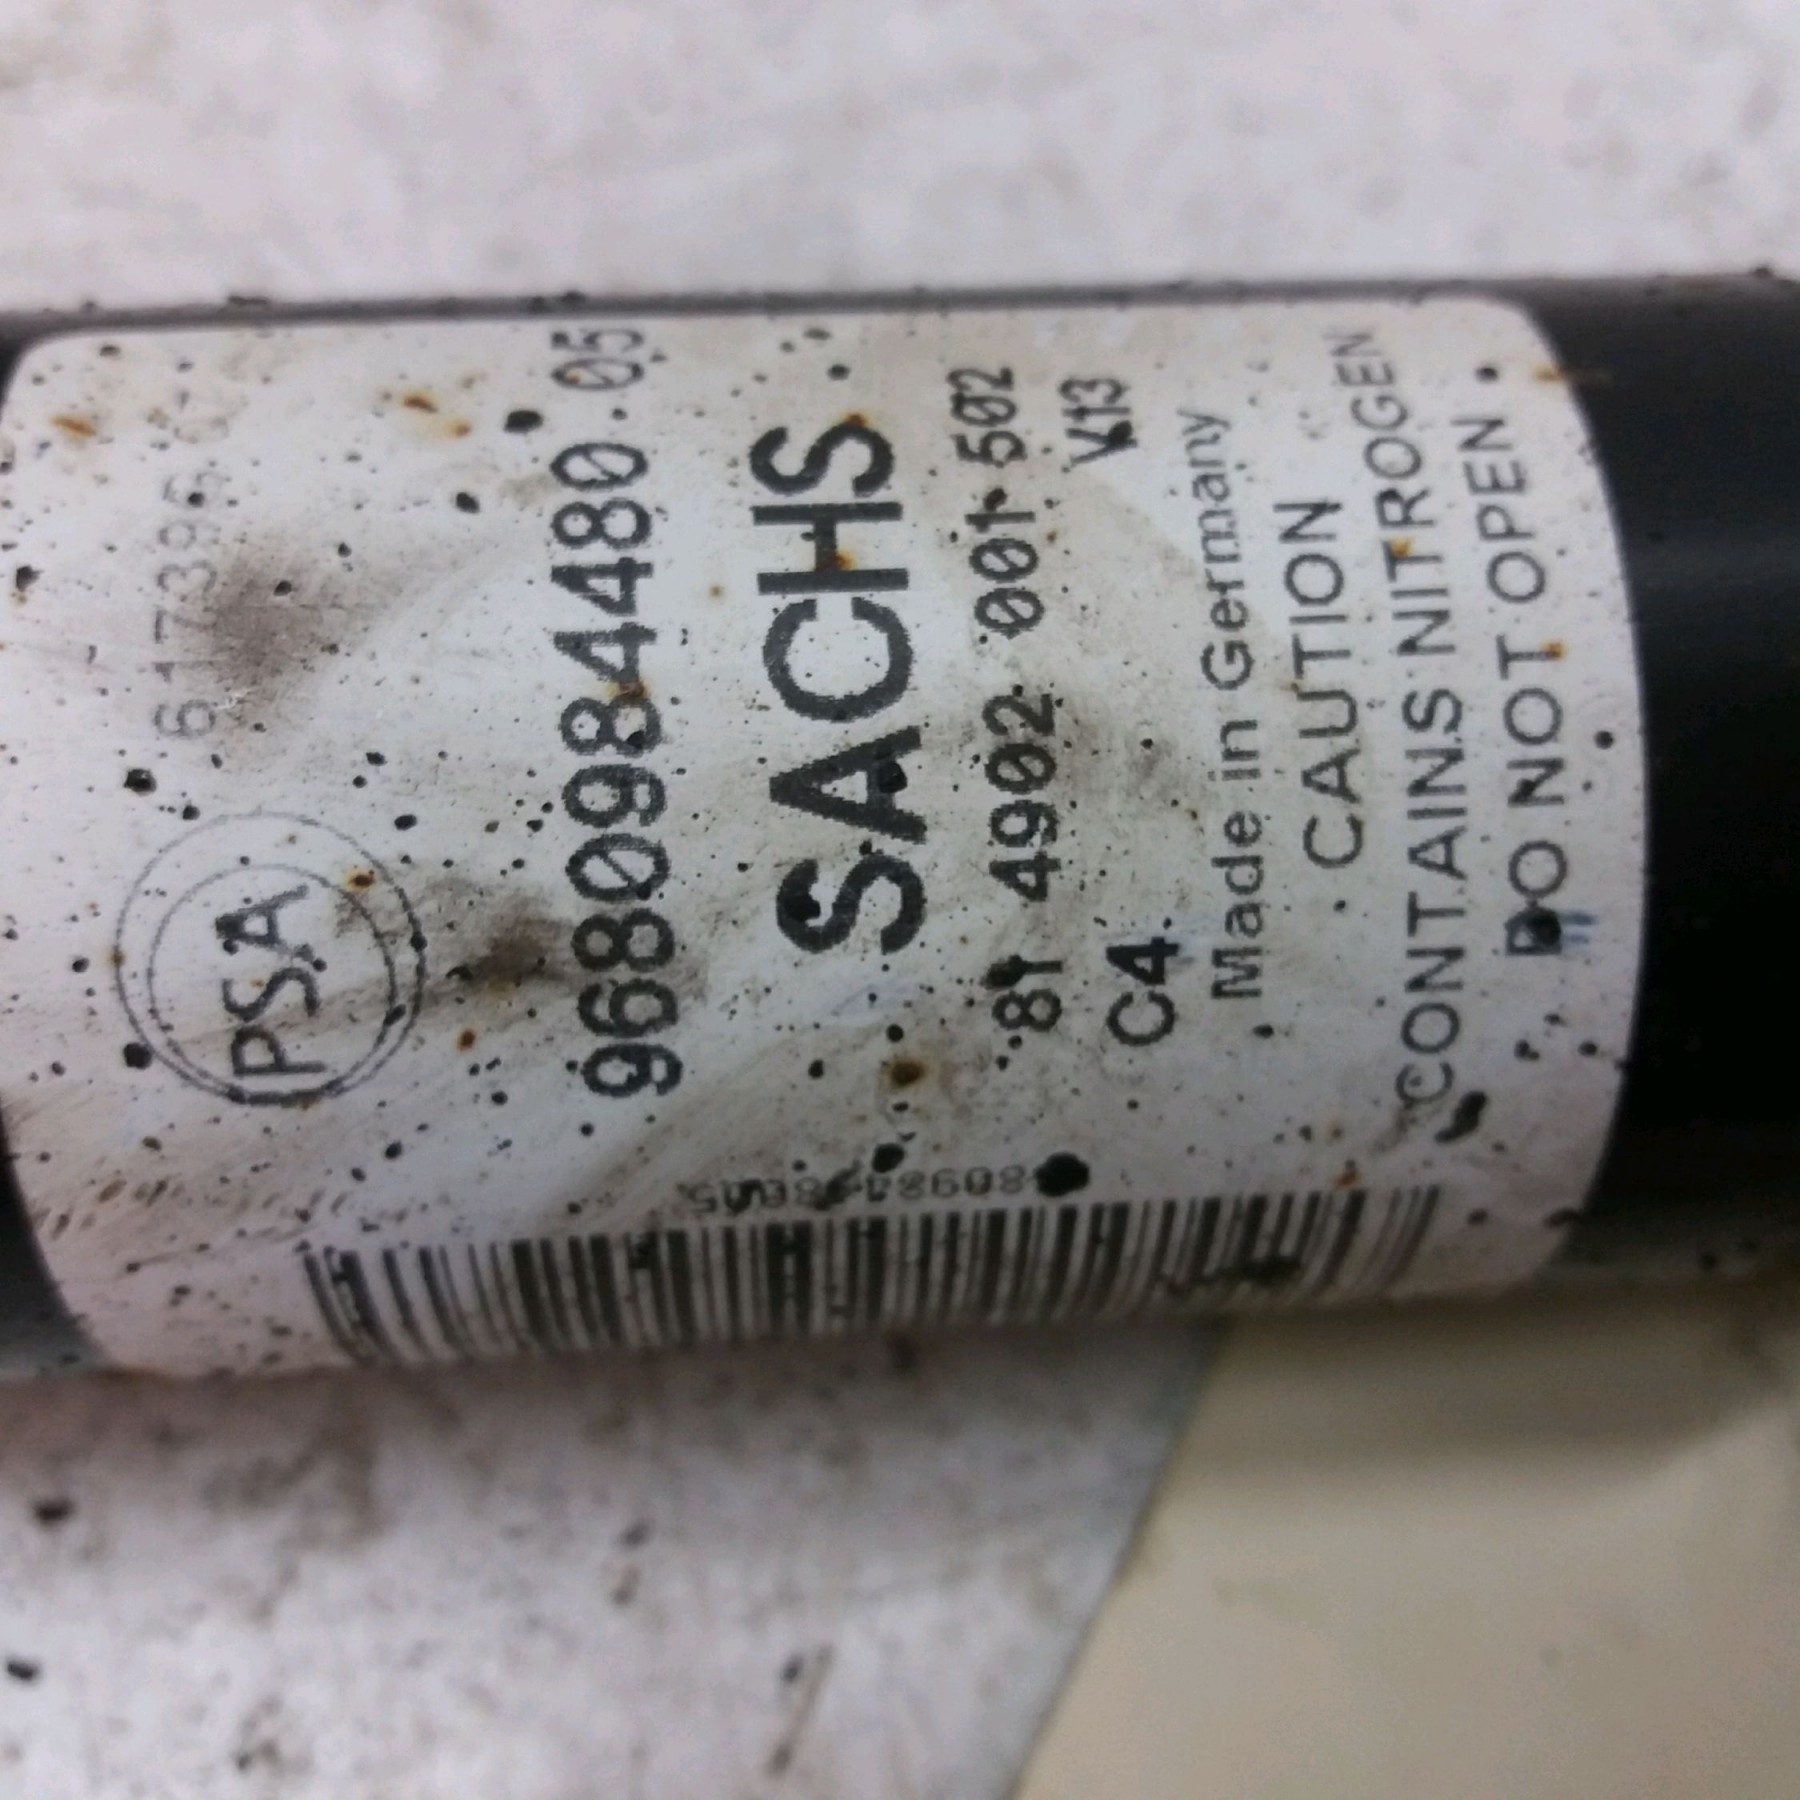 PSA
9680984480.05
SACHS
81 4902 001 502
C4 V13
Made in Germany
CAUTION
CONTAINS NITROGEN
DO NOT OPEN